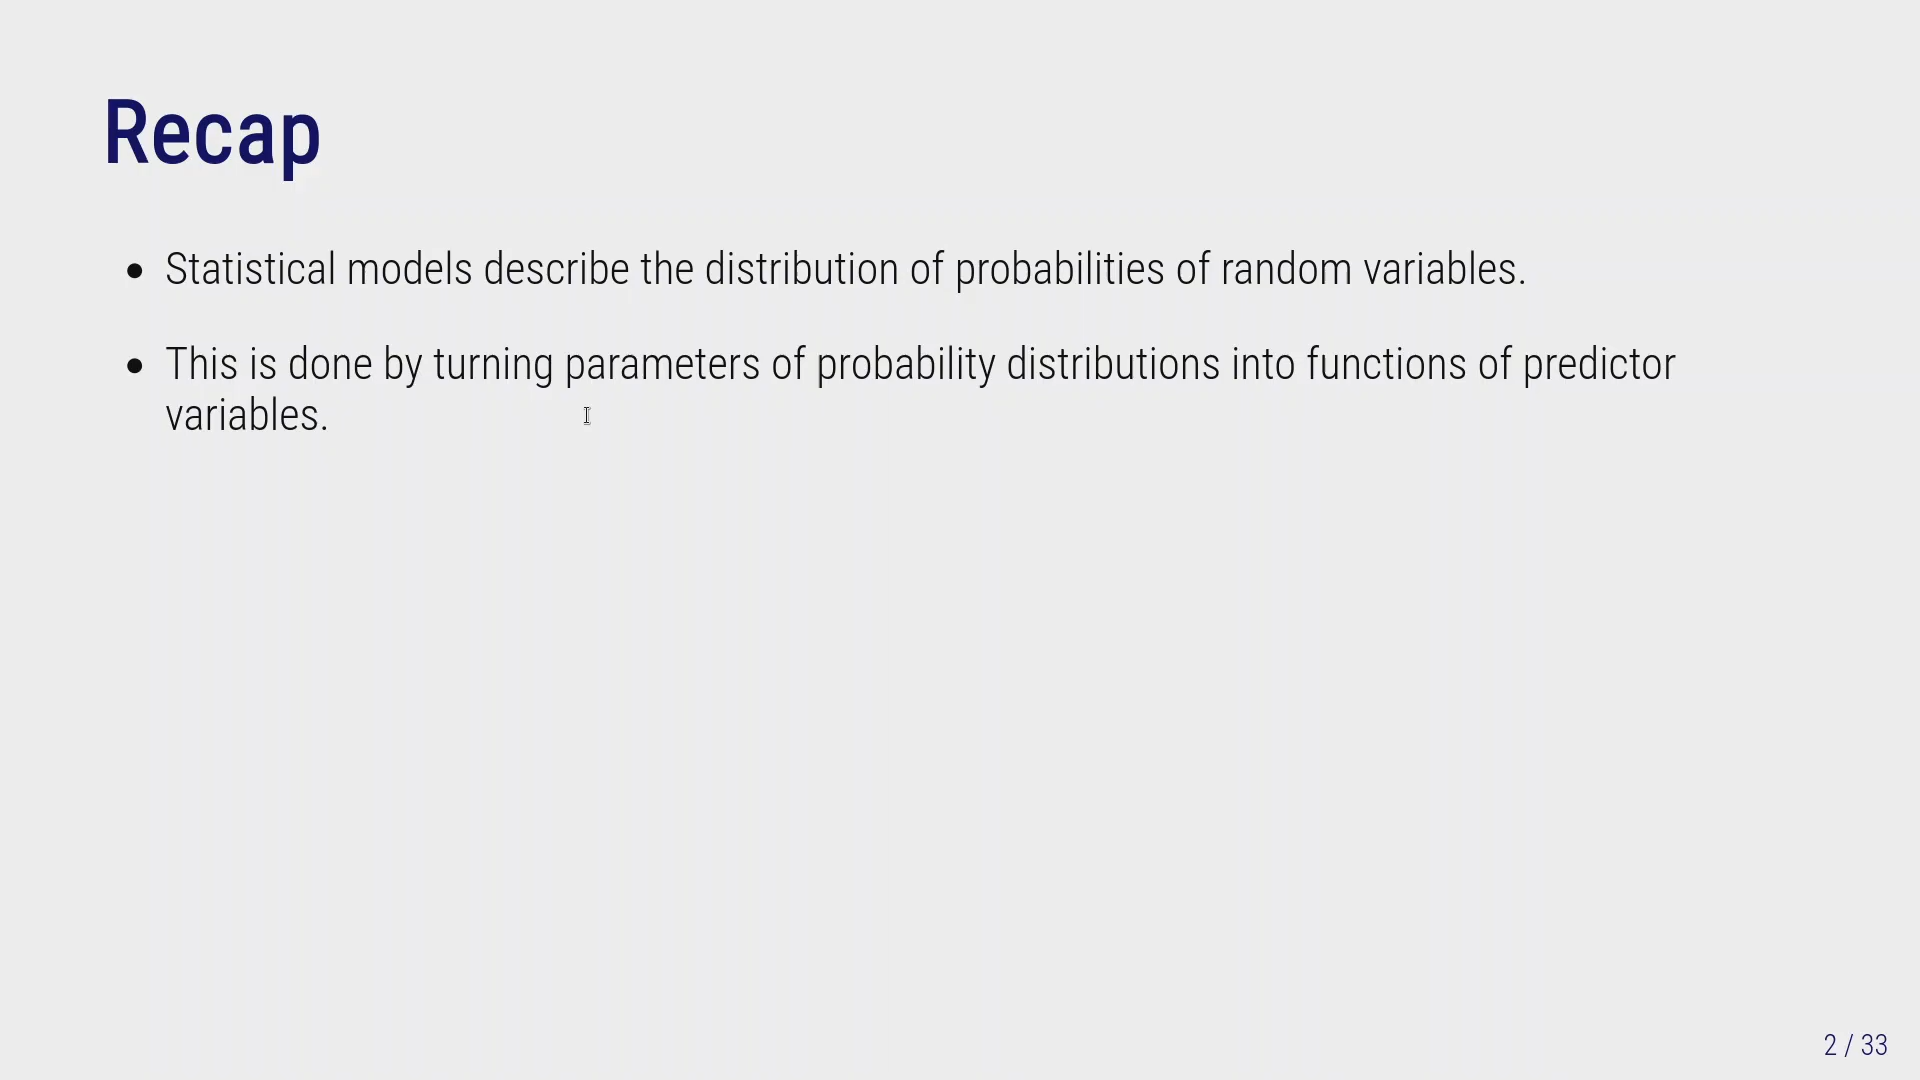 Recap
• Statistical models describe the distribution of probabilities of random variables.
• This is done by turning parameters of probability distributions into functions of predictor
variables.
2 / 33